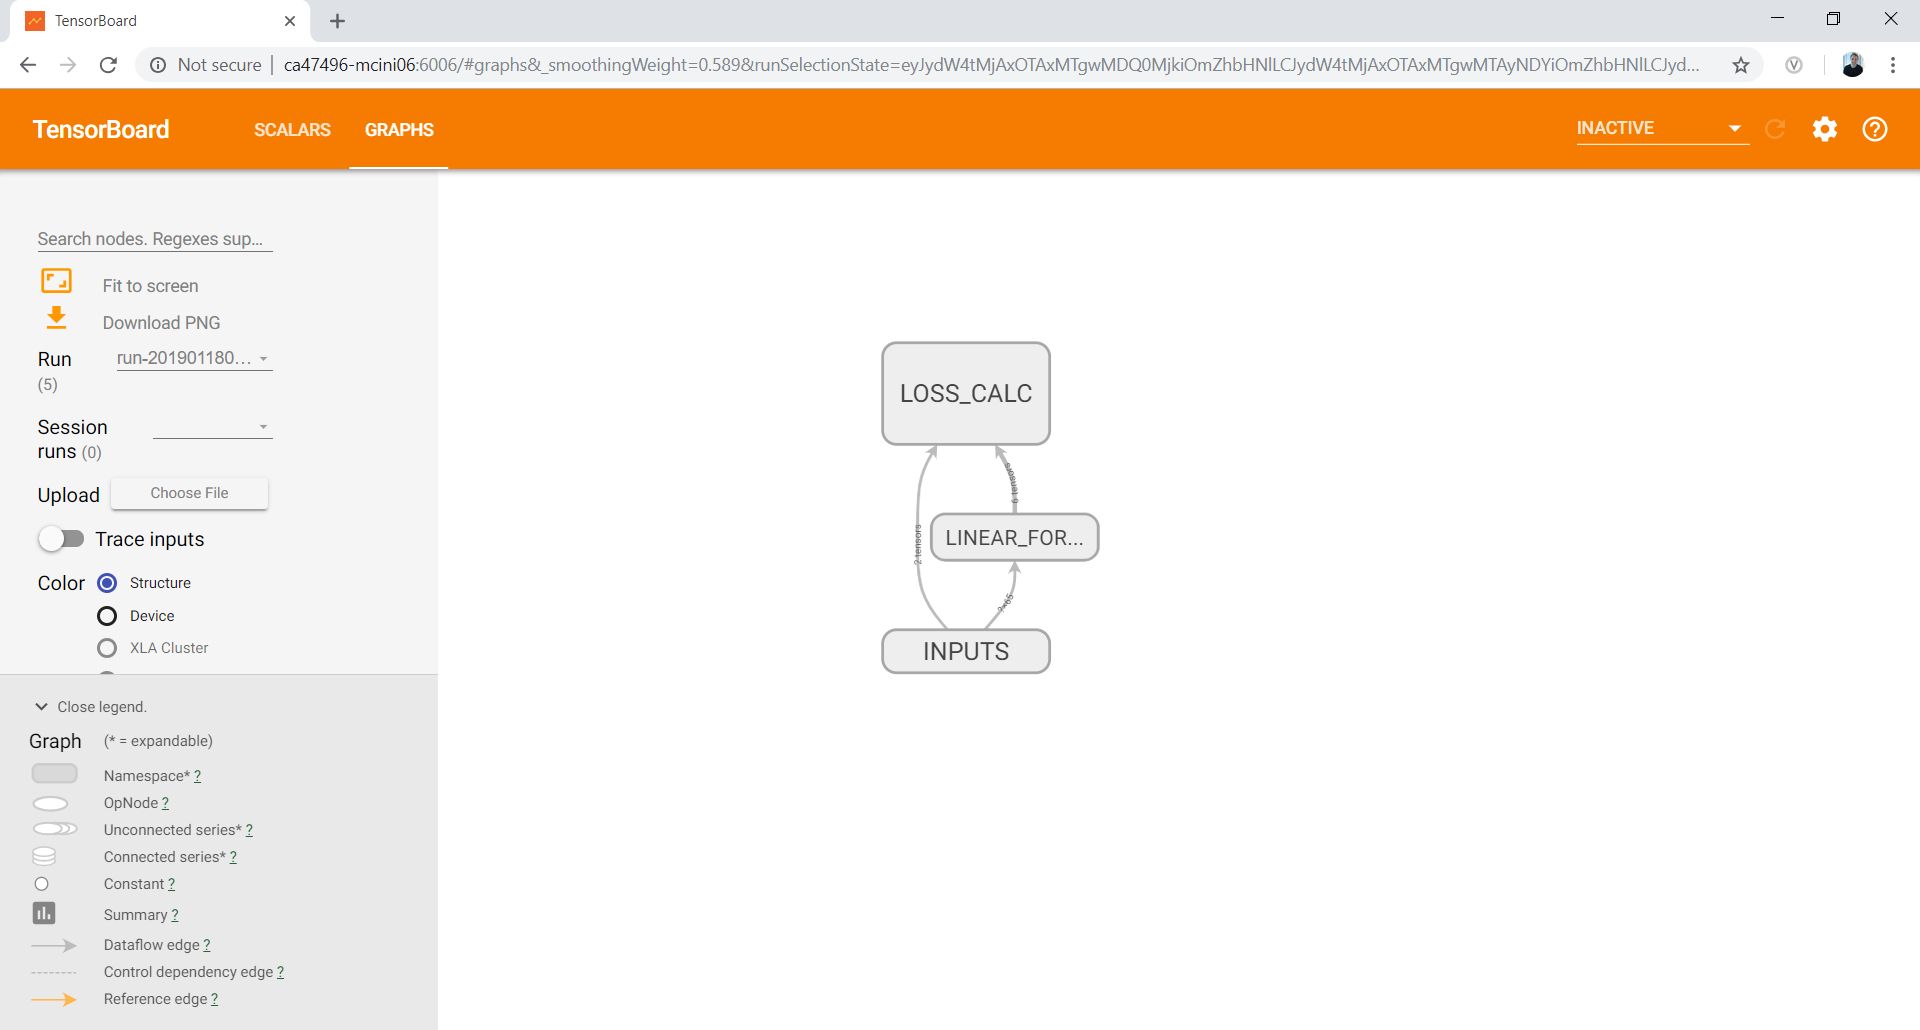 TensorBoard
Not secure
ca47496-mcini06:6006/#graphs&_smoothingWeight=0.589&runSelectionState=eyJydW4tMjAxOTAxMTgwMDQ0MjkiOmZhbHNlLCJydW4tMjAxOTAxMTgwMTAyNDYiOmZhbHNlLCJyd...
TensorBoard
SCALARS
GRAPHS
INACTIVE
Search nodes. Regexes sup...
Fit to screen
Download PNG
Run
(5)
run-201901180...
Session
runs (0)
Upload
Choose File
Trace inputs
Color
Structure
Device
XLA Cluster
Close legend.
Graph
(* = expandable)
Namespace* ?
OpNode ?
Unconnected series* ?
Connected series* ?
Constant ?
Summary ?
Dataflow edge ?
Control dependency edge ?
Reference edge ?
LOSS_CALC
6 tensors
LINEAR_FOR...
2 tensors
?×65
INPUTS